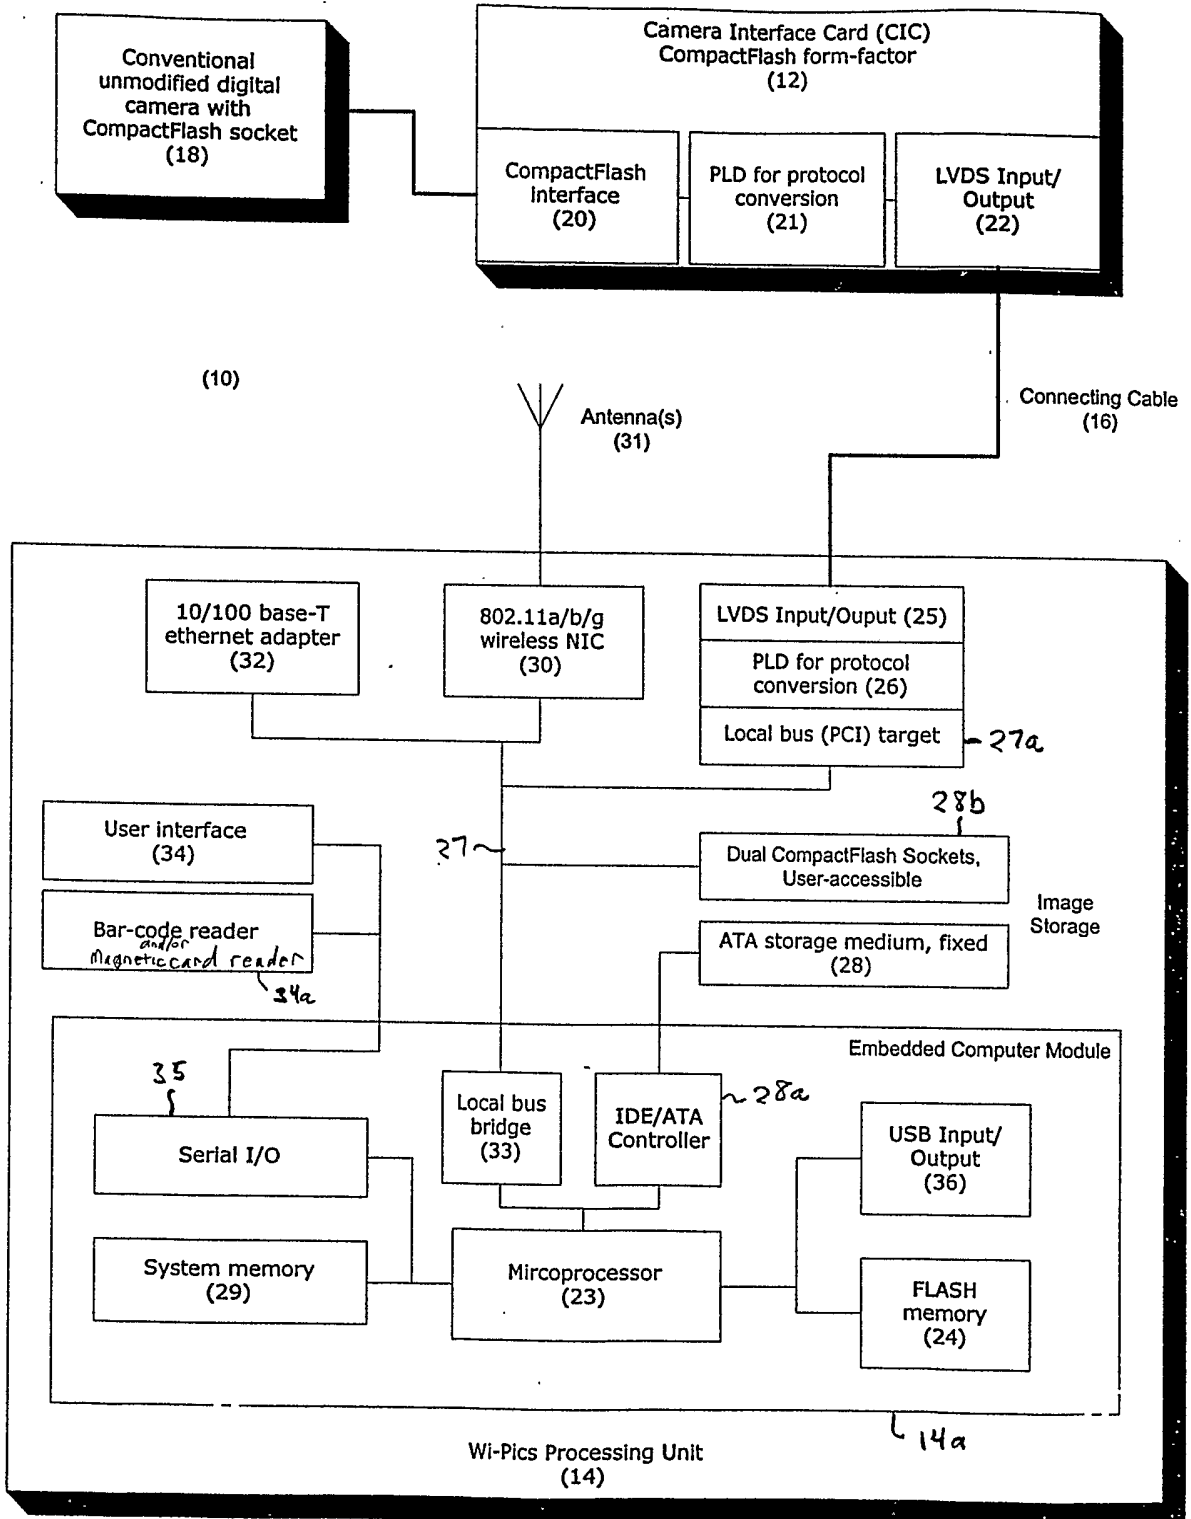 Conventional
unmodified digital
camera with
CompactFlash socket
(18)
Camera Interface Card (CIC)
CompactFlash form-factor
(12)
CompactFlash
interface
(20)
PLD for protocol
conversion
(21)
LVDS Input/
Output
(22)
(10)
Antenna(s)
(31)
Connecting Cable
(16)
10/100 base-T
ethernet adapter
(32)
802.11a/b/g
wireless NIC
(30)
LVDS Input/Ouput (25)
PLD for protocol
conversion (26)
Local bus (PCI) target
27a
User interface
(34)
27
28b
Dual CompactFlash Sockets,
User-accessible
Image
Storage
Bar-code reader
and/or
Magnetic card reader
34a
ATA storage medium, fixed
(28)
Embedded Computer Module
35
Serial I/O
Local bus
bridge
(33)
IDE/ATA
Controller
28a
USB Input/
Output
(36)
System memory
(29)
Mircoprocessor
(23)
FLASH
memory
(24)
14a
Wi-Pics Processing Unit
(14)